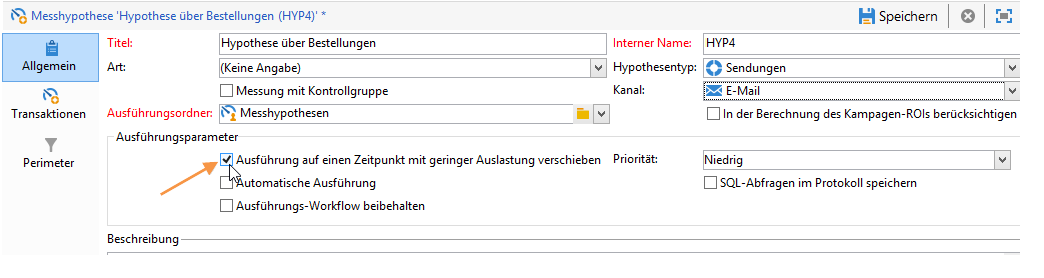 Messhypothese 'Hypothese über Bestellungen (HYP4)' *
Speichern
Allgemein
Transaktionen
Perimeter
Titel: Hypothese über Bestellungen Interner Name: HYP4
Art: (Keine Angabe) Hypothesentyp: Sendungen
Messung mit Kontrollgruppe Kanal: E-Mail
Ausführungsordner: Messhypothesen In der Berechnung des Kampagen-ROIs berücksichtigen
Ausführungsparameter
Ausführung auf einen Zeitpunkt mit geringer Auslastung verschieben Priorität: Niedrig
Automatische Ausführung SQL-Abfragen im Protokoll speichern
Ausführungs-Workflow beibehalten
Beschreibung